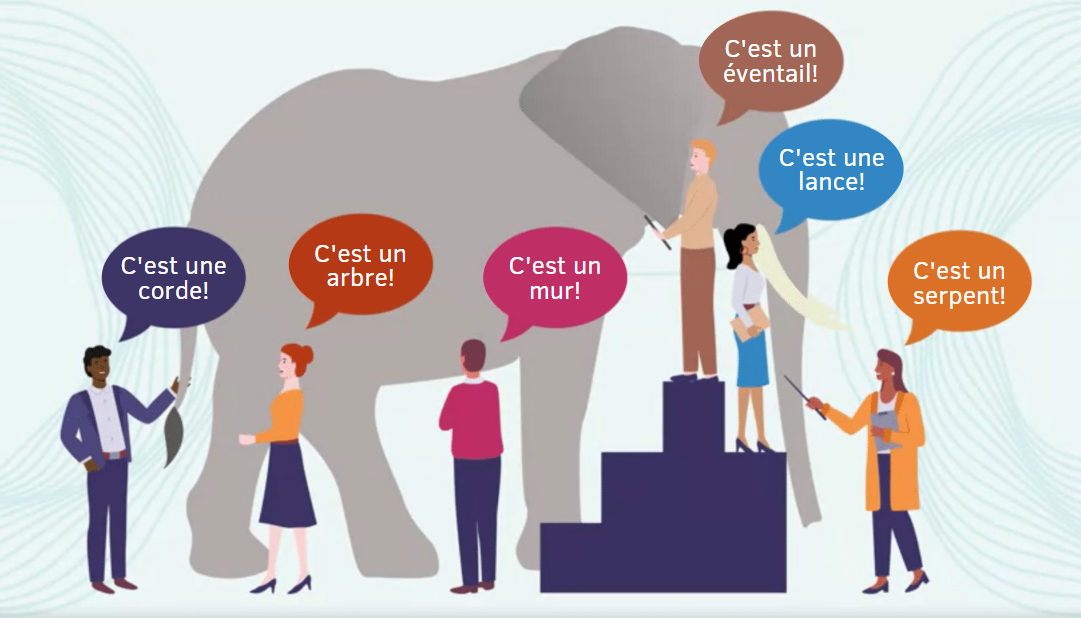 C'est un
éventail!
C'est une
lance!
C'est une
corde!
C'est un
arbre!
C'est un
mur!
C'est un
serpent!